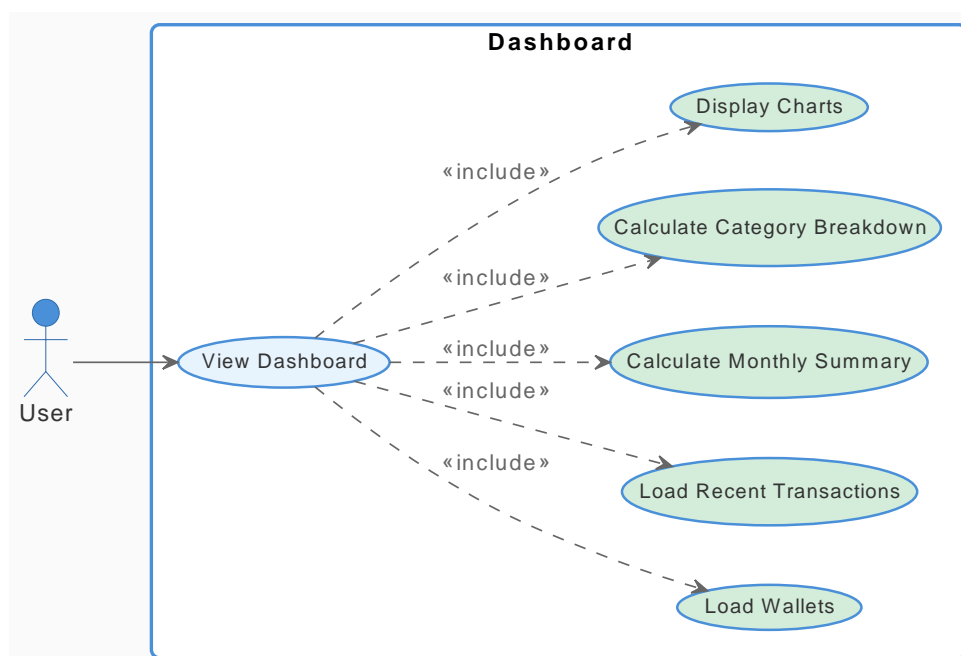 Dashboard
Display Charts
«include»
Calculate Category Breakdown
«include»
«include»
View Dashboard
Calculate Monthly Summary
«include»
User
«include»
Load Recent Transactions
Load Wallets